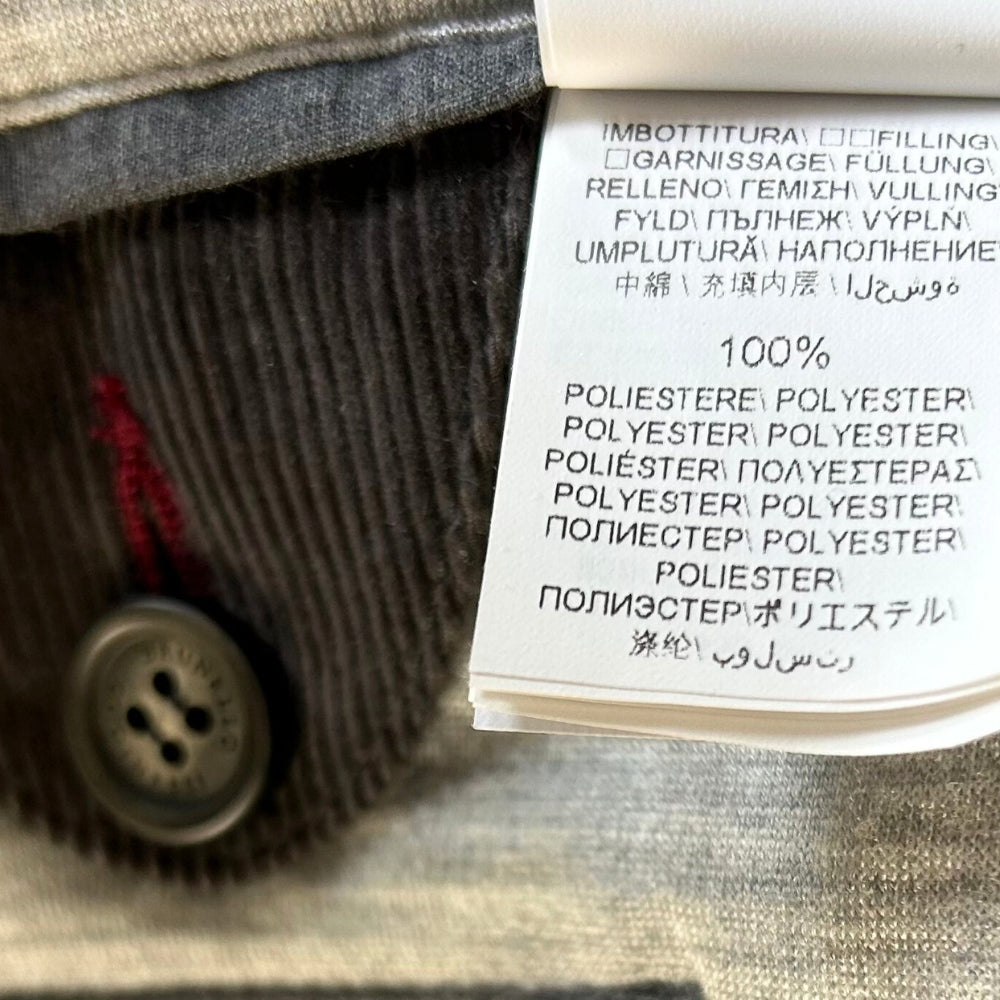 IMBOTTITURA\ □□FILLING\
□GARNISSAGE\ FÜLLUNG\
RELLENO\ ΓΕΜΙΣΗ\ VULLING
FYLD\ ПЪЛНЕЖ\ VÝPLŇ\
UMPLUTURĂ\ НАПОЛНЕНИЕ\
中綿 \ 充填内层 \ ا ل ح ش و ة
100%
POLIESTERE\ POLYESTER\
POLYESTER\ POLYESTER\
POLIÉSTER\ ΠΟΛΥΕΣΤΕΡΑΣ\
POLYESTER\ POLYESTER\
ПОЛИЕСТЕР\ POLYESTER\
POLIESTER\
ПОЛИЭСТЕР\ポリエステル\
涤纶\ ب و ل س ت ر